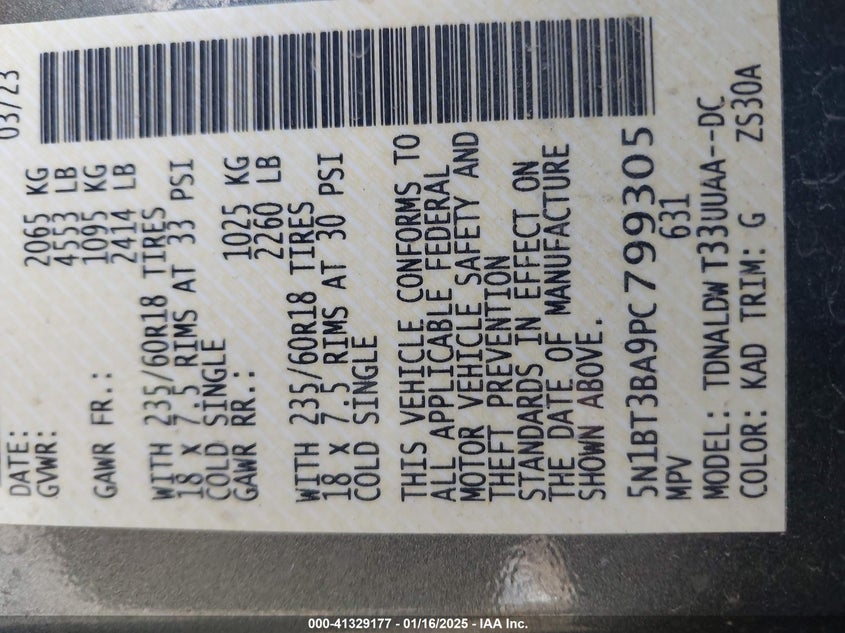 DATE: 03/23
GVWR: 2065 KG
4553 LB
GAWR FR.: 1095 KG
2414 LB
WITH 235/60R18 TIRES
18 X 7.5 RIMS AT 33 PSI
COLD SINGLE
GAWR RR.: 1025 KG
2260 LB
WITH 235/60R18 TIRES
18 X 7.5 RIMS AT 30 PSI
COLD SINGLE
THIS VEHICLE CONFORMS TO
ALL APPLICABLE FEDERAL
MOTOR VEHICLE SAFETY AND
THEFT PREVENTION
STANDARDS IN EFFECT ON
THE DATE OF MANUFACTURE
SHOWN ABOVE.
5N1BT3BA9PC799305
MPV 631
MODEL: TDNALDW T33UUAA--DC
COLOR: KAD TRIM: G ZS30A
000-41329177 - 01/16/2025 - IAA Inc.